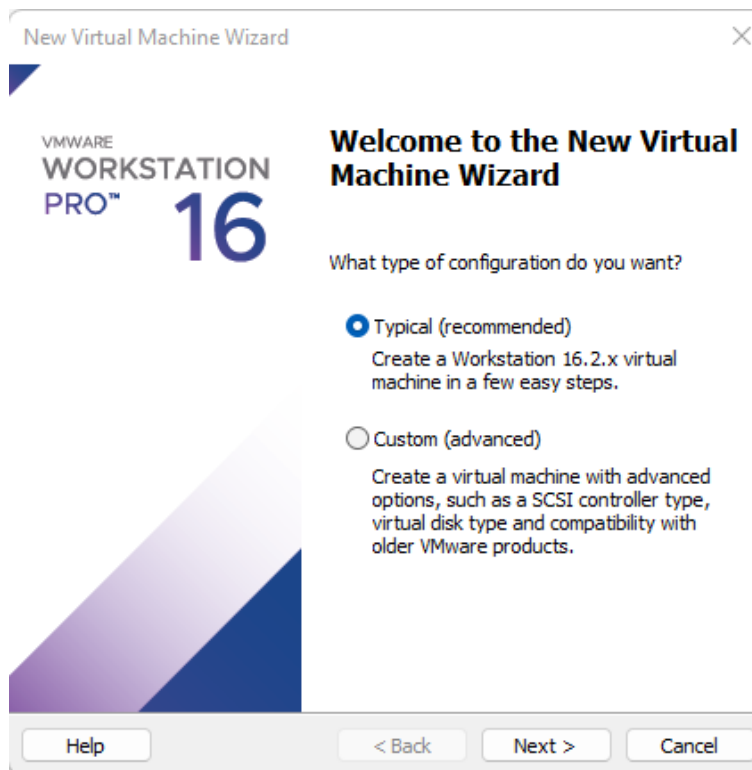 New Virtual Machine Wizard
VMWARE
WORKSTATION
PRO™ 16
Welcome to the New Virtual
Machine Wizard
What type of configuration do you want?
Typical (recommended)
Create a Workstation 16.2.x virtual
machine in a few easy steps.
Custom (advanced)
Create a virtual machine with advanced
options, such as a SCSI controller type,
virtual disk type and compatibility with
older VMware products.
Help < Back Next > Cancel